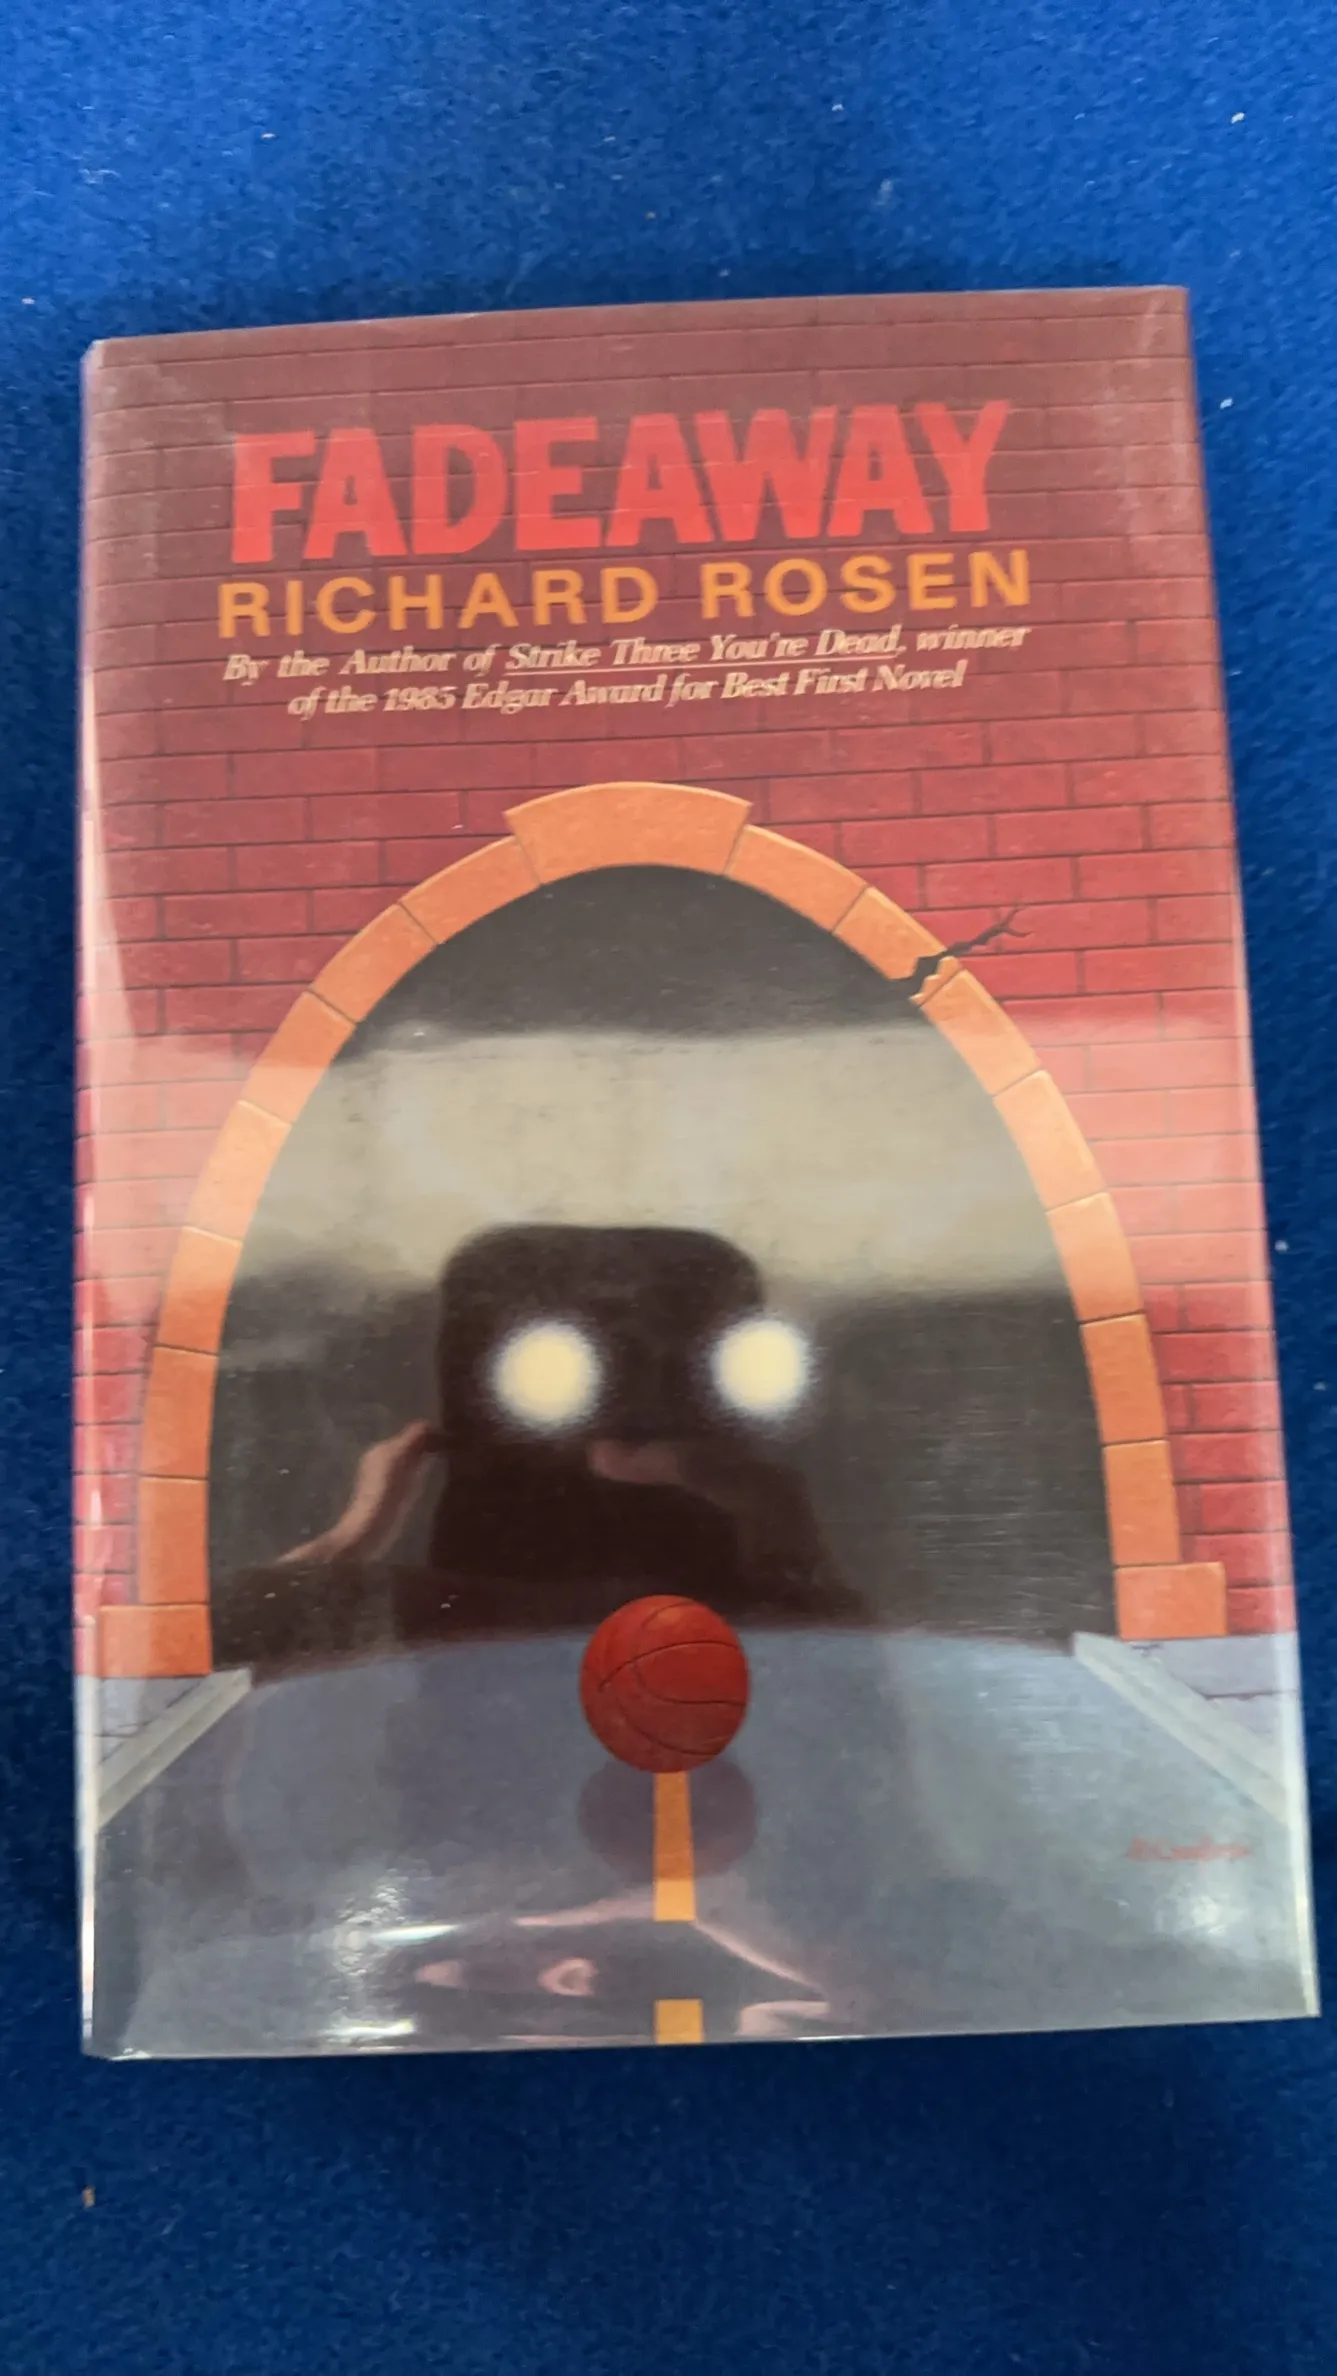 FADEAWAY
RICHARD ROSEN
By the Author of Strike Three You're Dead, winner
of the 1985 Edgar Award for Best First Novel